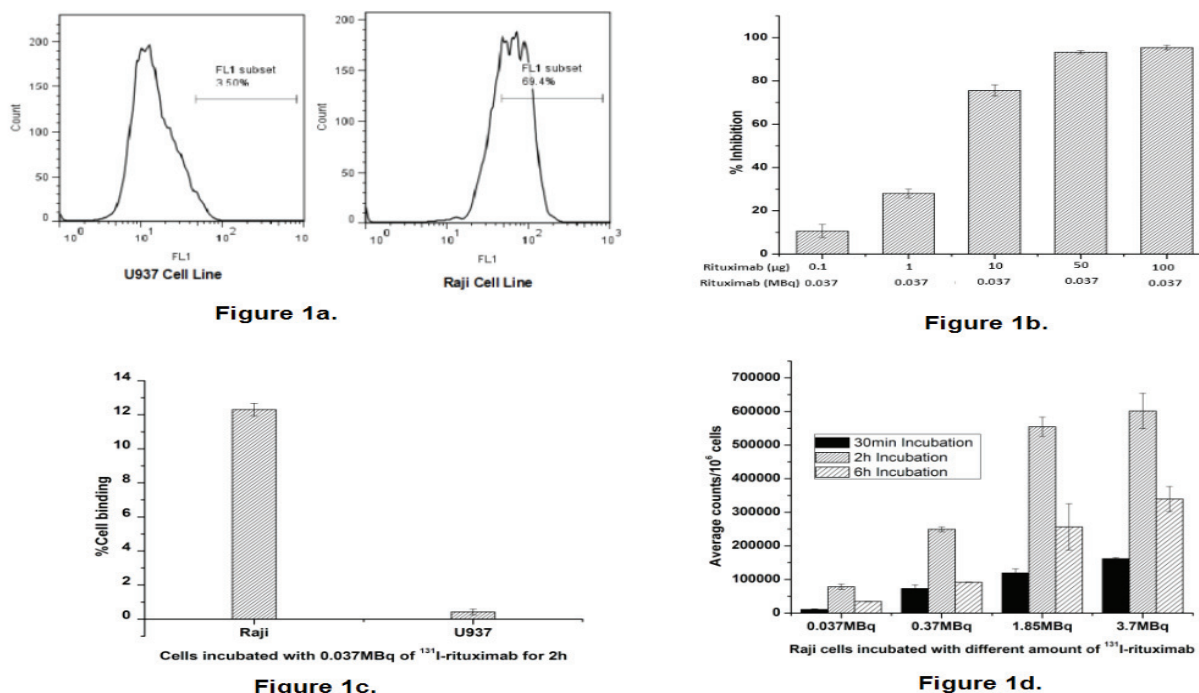 200
150
100
50
0
Count
FL1 subset
3.50%
10^0
10^1
10^2
10
FL1
U937 Cell Line
200
150
100
50
0
Count
FL1 subset
69.4%
10^0
10^1
10^2
10^3
FL1
Raji Cell Line
Figure 1a.
100
80
60
40
20
0
% Inhibition
Rituximab (µg) 0.1 1 10 50 100
Rituximab (MBq) 0.037 0.037 0.037 0.037 0.037
Figure 1b.
14
12
10
8
6
4
2
0
%Cell binding
Raji U937
Cells incubated with 0.037MBq of ¹³¹I-rituximab for 2h
Figure 1c.
700000
600000
500000
400000
300000
200000
100000
0
Average counts/10⁶ cells
30min Incubation
2h Incubation
6h Incubation
0.037MBq 0.37MBq 1.85MBq 3.7MBq
Raji cells incubated with different amount of ¹³¹I-rituximab
Figure 1d.